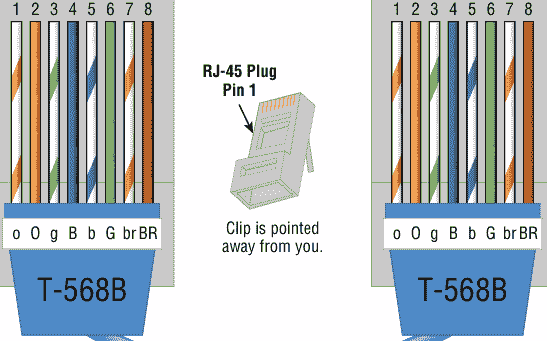 1 2 3 4 5 6 7 8
RJ-45 Plug
Pin 1
Clip is pointed
away from you.
o O g B b G br BR
T-568B
1 2 3 4 5 6 7 8
o O g B b G br BR
T-568B